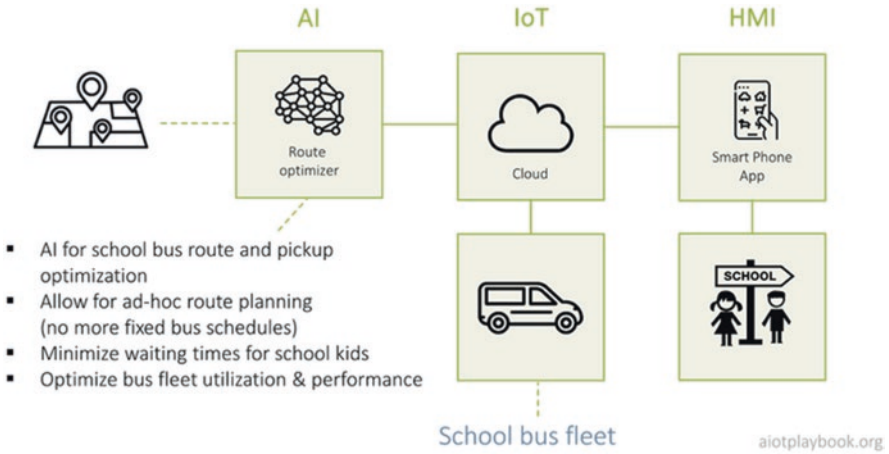 AI
IoT
HMI
Route
optimizer
Cloud
Smart Phone
App
▪ AI for school bus route and pickup
optimization
▪ Allow for ad-hoc route planning
(no more fixed bus schedules)
▪ Minimize waiting times for school kids
▪ Optimize bus fleet utilization & performance
SCHOOL
School bus fleet
aiotplaybook.org